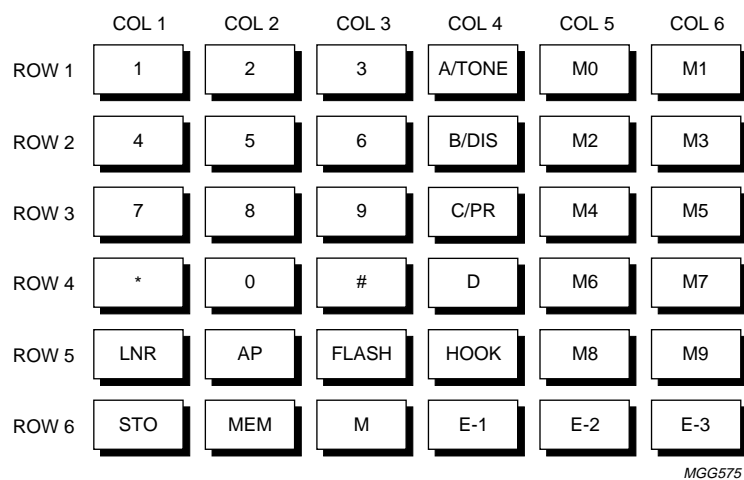 COL 1 COL 2 COL 3 COL 4 COL 5 COL 6
ROW 1 1 2 3 A/TONE M0 M1
ROW 2 4 5 6 B/DIS M2 M3
ROW 3 7 8 9 C/PR M4 M5
ROW 4 * 0 # D M6 M7
ROW 5 LNR AP FLASH HOOK M8 M9
ROW 6 STO MEM M E-1 E-2 E-3
MGG575